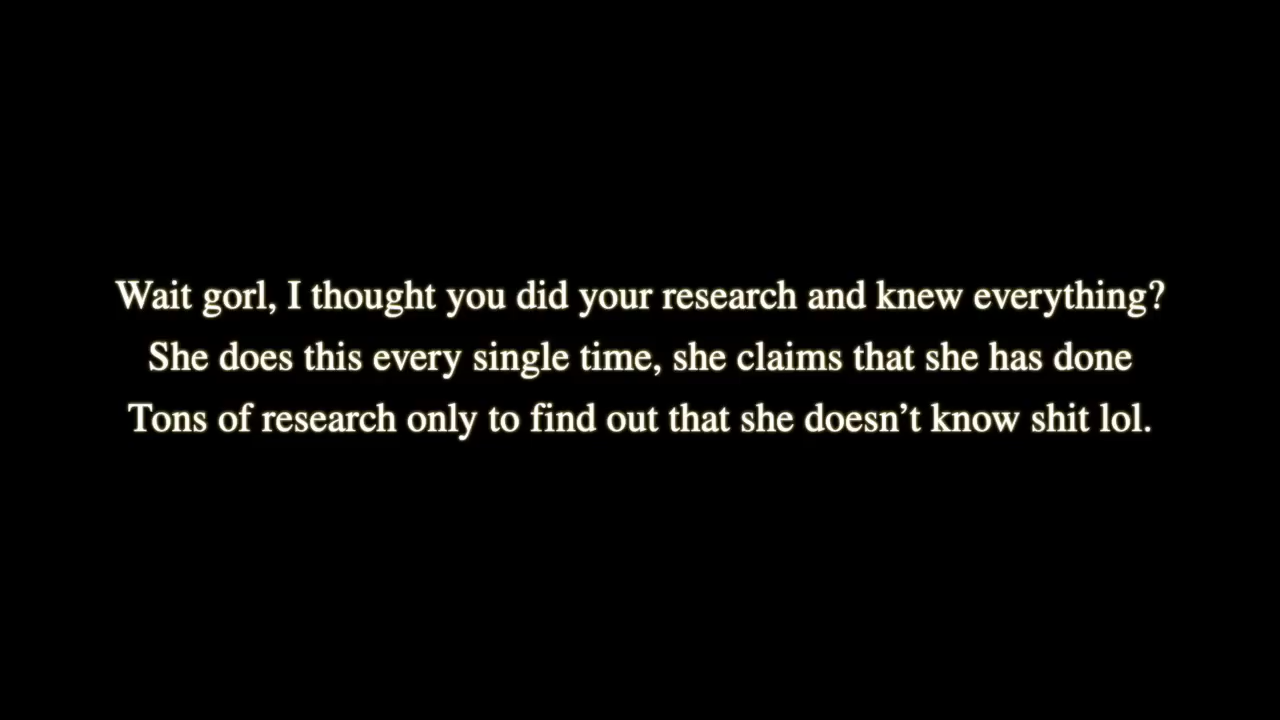 Wait gorl, I thought you did your research and knew everything?
She does this every single time, she claims that she has done
Tons of research only to find out that she doesn’t know shit lol.